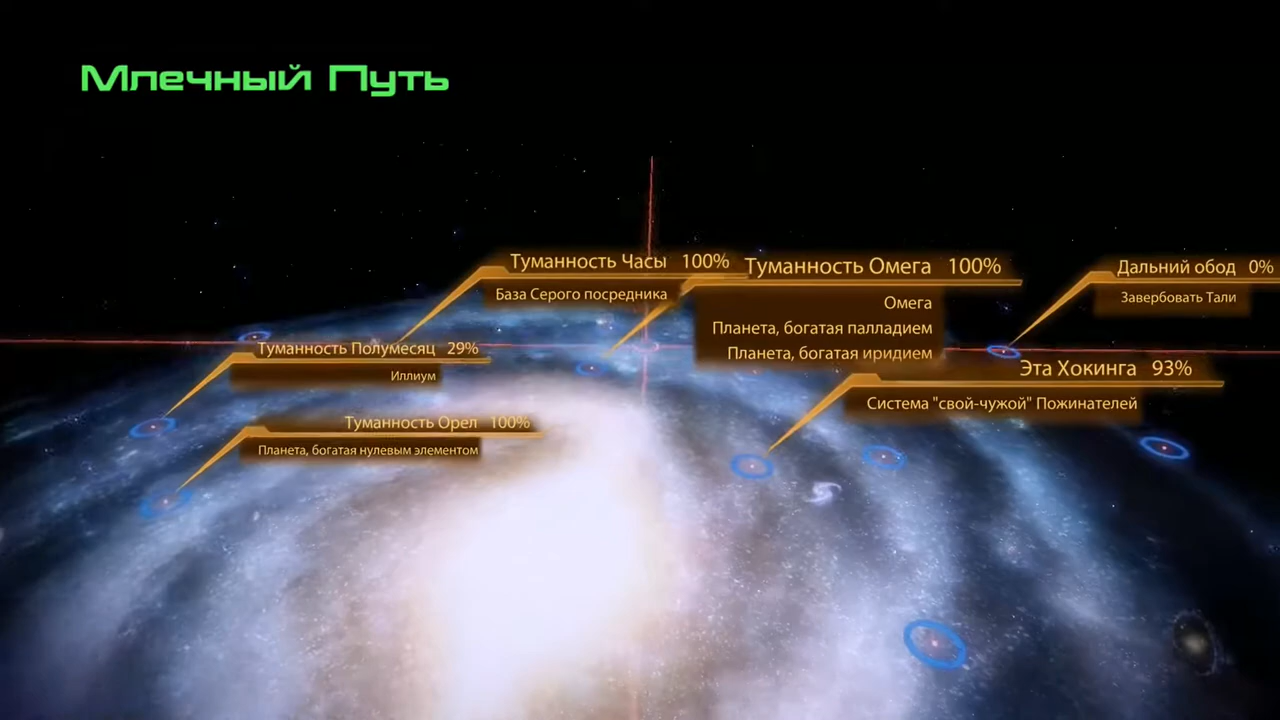 Млечный Путь
Туманность Часы 100%
База Серого посредника
Туманность Омега 100%
Омега
Планета, богатая палладием
Планета, богатая иридием
Дальний обод 0%
Завербовать Тали
Туманность Полумесяц 29%
Иллиум
Эта Хокинга 93%
Система "свой-чужой" Пожинателей
Туманность Орел 100%
Планета, богатая нулевым элементом